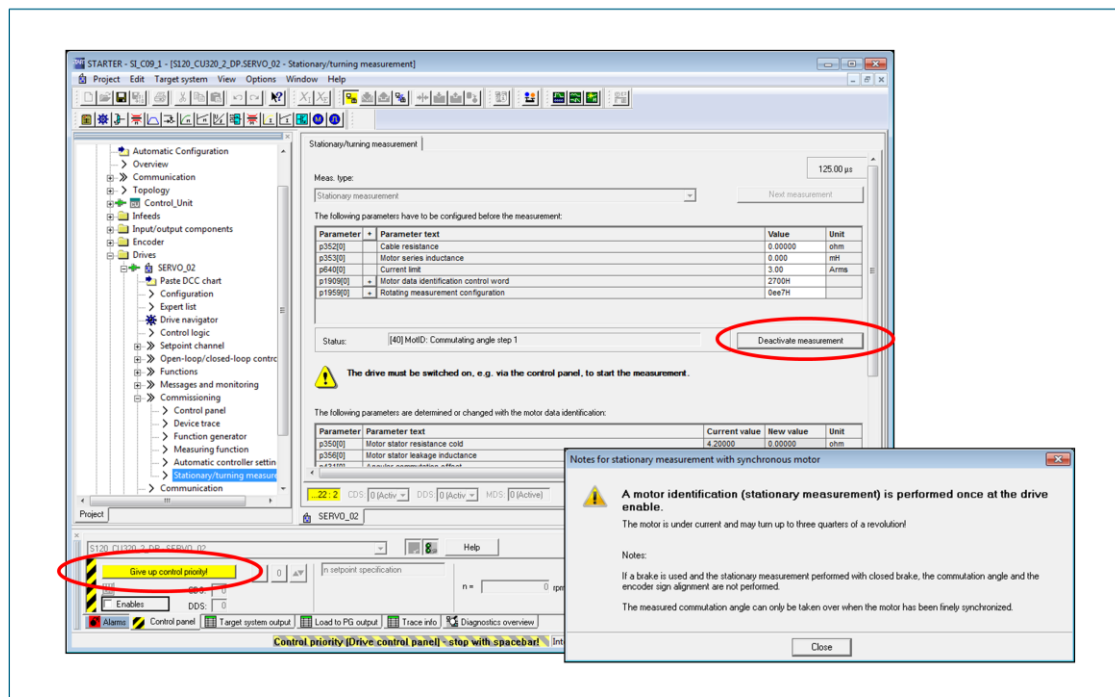 STARTER - SI_C09_1 - [S120_CU320_2_DP.SERVO_02 - Stationary/turning measurement]
Project Edit Target system View Options Window Help
Automatic Configuration
Overview
Communication
Topology
Control_Unit
Infeeds
Input/output components
Encoder
Drives
SERVO_02
Paste DCC chart
Configuration
Expert list
Drive navigator
Control logic
Setpoint channel
Open-loop/closed-loop contrc
Functions
Messages and monitoring
Commissioning
Control panel
Device trace
Function generator
Measuring function
Automatic controller settin
Stationary/turning measure
Communication
Project
Stationary/turning measurement
125.00 µs
Meas. type:
Stationary measurement
Next measurement
The following parameters have to be configured before the measurement:
Parameter + Parameter text Value Unit
p352[0] Cable resistance 0.00000 ohm
p353[0] Motor series inductance 0.000 mH
p640[0] Current limit 3.00 Arms
p1909[0] + Motor data identification control word 2700H
p1959[0] + Rotating measurement configuration 0ee7H
Status: [40] MotID: Commutating angle step 1
Deactivate measurement
The drive must be switched on, e.g. via the control panel, to start the measurement.
The following parameters are determined or changed with the motor data identification:
Parameter Parameter text Current value New value Unit
p350[0] Motor stator resistance cold 4.20000 0.00000 ohm
p356[0] Motor stator leakage inductance
...22 : 2 CDS: 0 (Activ DDS: 0 (Activ MDS: 0 (Active)
SERVO_02
S120_CU320_2_DP - SERVO_02
Help
Give up control priority!
0
n setpoint specification
CDS: 0
n = 0 rpm
Enables
DDS: 0
Alarms Control panel Target system output Load to PG output Trace info Diagnostics overview
Control priority [Drive control panel] - stop with spacebar! Int
Notes for stationary measurement with synchronous motor
A motor identification (stationary measurement) is performed once at the drive
enable.
The motor is under current and may turn up to three quarters of a revolution!
Notes:
If a brake is used and the stationary measurement performed with closed brake, the commutation angle and the
encoder sign alignment are not performed.
The measured commutation angle can only be taken over when the motor has been finely synchronized.
Close